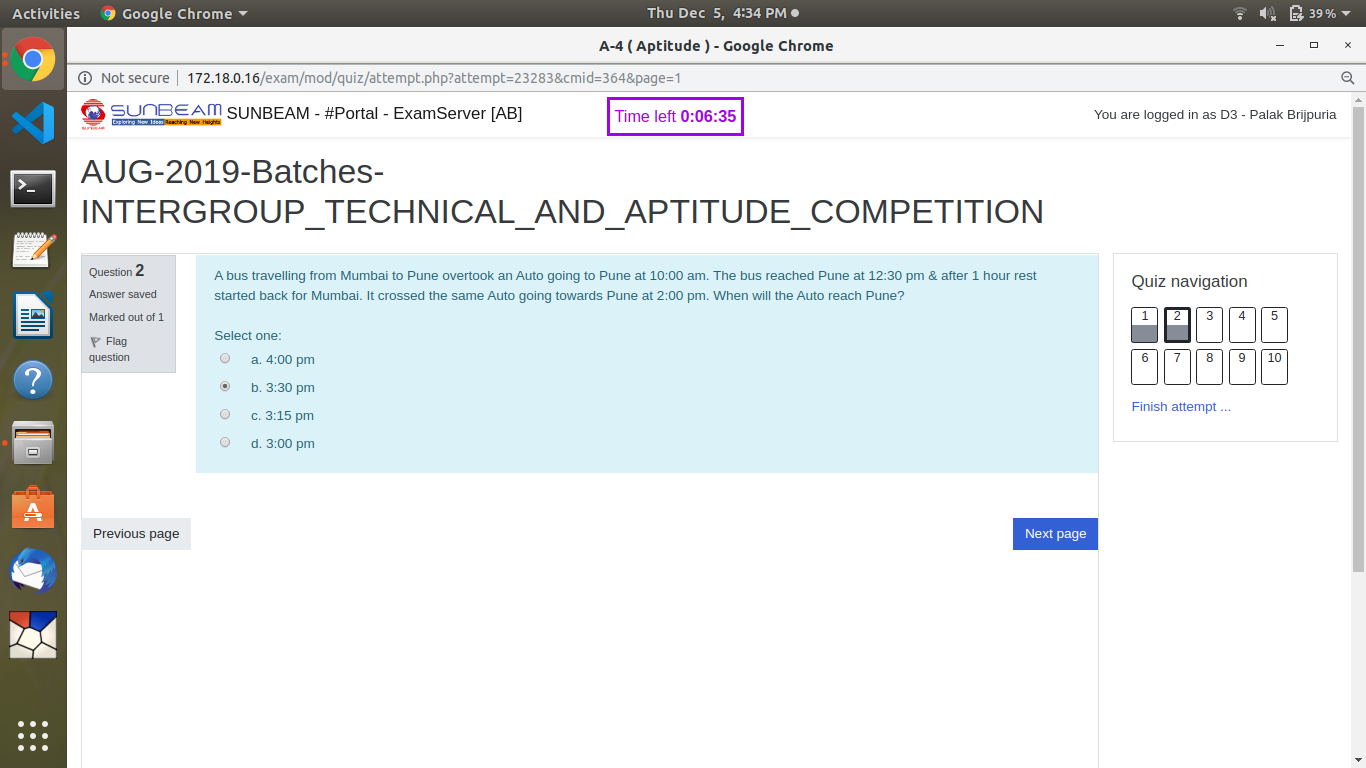 Activities
Google Chrome
Thu Dec 5, 4:34 PM
39 %
A-4 ( Aptitude ) - Google Chrome
Not secure
172.18.0.16/exam/mod/quiz/attempt.php?attempt=23283&cmid=364&page=1
SUNBEAM
Exploring New Ideas Reaching New Heights
SUNBEAM - #Portal - ExamServer [AB]
Time left 0:06:35
You are logged in as D3 - Palak Brijpuria
AUG-2019-Batches-
INTERGROUP_TECHNICAL_AND_APTITUDE_COMPETITION
Question 2
Answer saved
Marked out of 1
Flag
question
A bus travelling from Mumbai to Pune overtook an Auto going to Pune at 10:00 am. The bus reached Pune at 12:30 pm & after 1 hour rest
started back for Mumbai. It crossed the same Auto going towards Pune at 2:00 pm. When will the Auto reach Pune?
Select one:
a. 4:00 pm
b. 3:30 pm
c. 3:15 pm
d. 3:00 pm
Previous page
Next page
Quiz navigation
1 2 3 4 5
6 7 8 9 10
Finish attempt ...